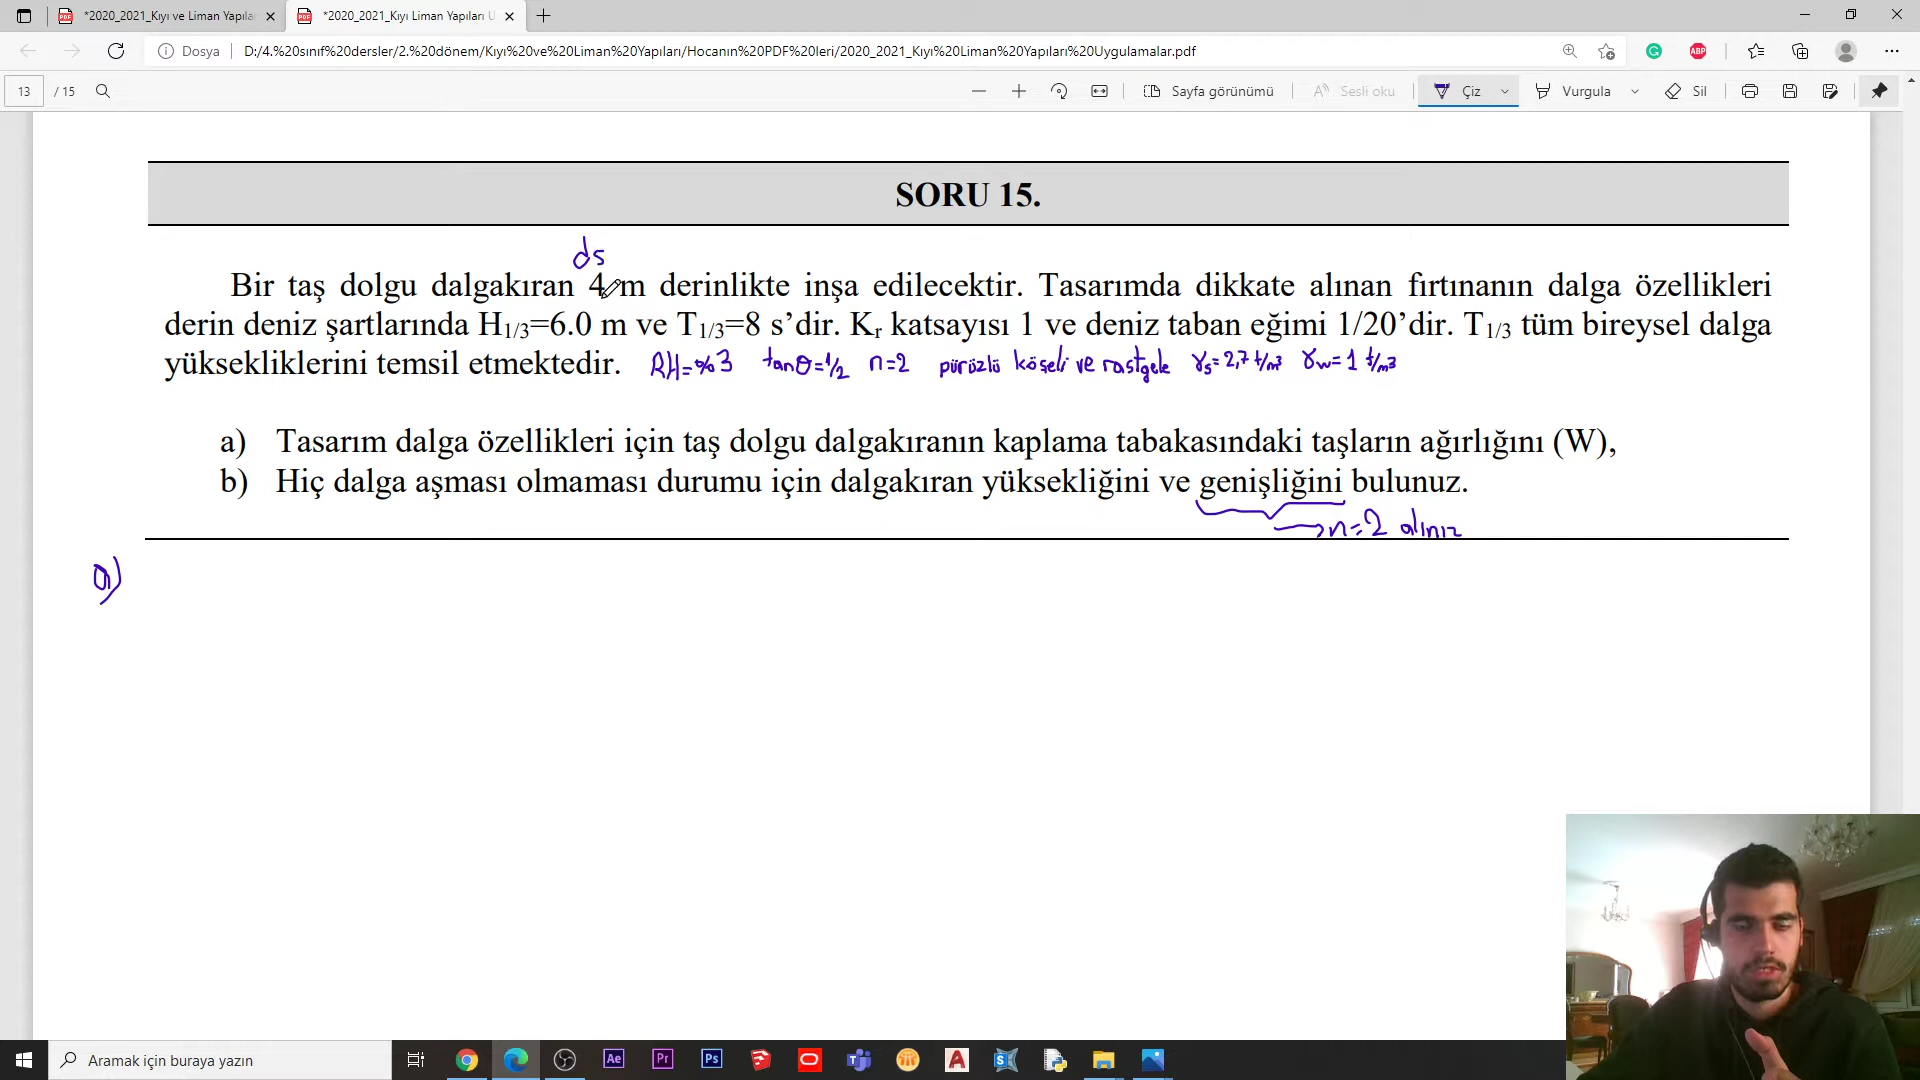 *2020_2021_Kıyı ve Liman Yapıla
*2020_2021_Kıyı Liman Yapıları U
Dosya
D:/4.%20sınıf%20dersler/2.%20dönem/Kıyı%20ve%20Liman%20Yapıları/Hocanın%20PDF%20leri/2020_2021_Kıyı%20Liman%20Yapıları%20Uygulamalar.pdf
ABP
13 / 15
Sayfa görünümü
Sesli oku
Çiz
Vurgula
Sil
SORU 15.
ds
Bir taş dolgu dalgakıran 4 m derinlikte inşa edilecektir. Tasarımda dikkate alınan fırtınanın dalga özellikleri
derin deniz şartlarında H1/3=6.0 m ve T1/3=8 s’dir. Kr katsayısı 1 ve deniz taban eğimi 1/20’dir. T1/3 tüm bireysel dalga
yüksekliklerini temsil etmektedir. RH=%3 tanθ=1/2 n=2 pürüzlü köşeli ve rastgele γs=2,7 t/m3 γw=1 t/m3
a) Tasarım dalga özellikleri için taş dolgu dalgakıranın kaplama tabakasındaki taşların ağırlığını (W),
b) Hiç dalga aşması olmaması durumu için dalgakıran yüksekliğini ve genişliğini bulunuz.
n=2 alınız
a)
Aramak için buraya yazın
Ae
Pr
Ps